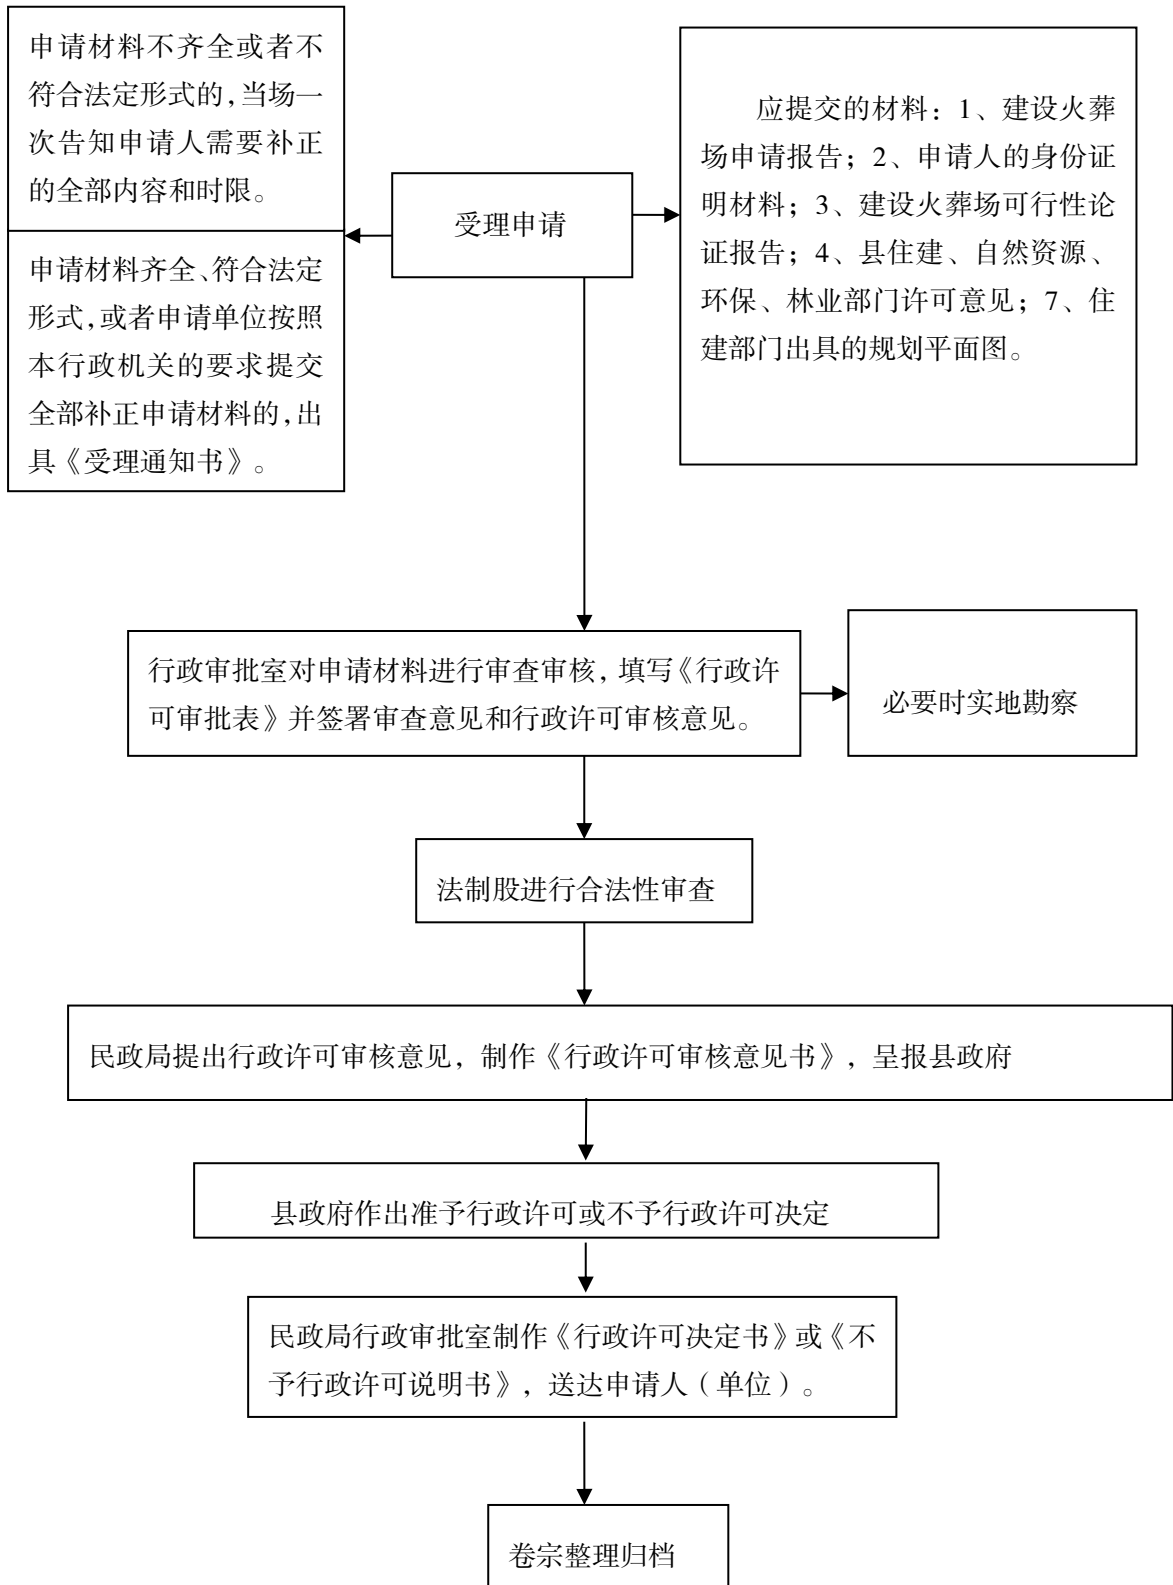 申请材料不齐全或者不
符合法定形式的，当场一
次告知申请人需要补正
的全部内容和时限。
申请材料齐全、符合法定
形式，或者申请单位按照
本行政机关的要求提交
全部补正申请材料的，出
具《受理通知书》。
受理申请
应提交的材料：1、建设火葬
场申请报告；2、申请人的身份证
明材料；3、建设火葬场可行性论
证报告；4、县住建、自然资源、
环保、林业部门许可意见；7、住
建部门出具的规划平面图。
行政审批室对申请材料进行审查审核，填写《行政许
可审批表》并签署审查意见和行政许可审核意见。
必要时实地勘察
法制股进行合法性审查
民政局提出行政许可审核意见，制作《行政许可审核意见书》，呈报县政府
县政府作出准予行政许可或不予行政许可决定
民政局行政审批室制作《行政许可决定书》或《不
予行政许可说明书》，送达申请人（单位）。
卷宗整理归档